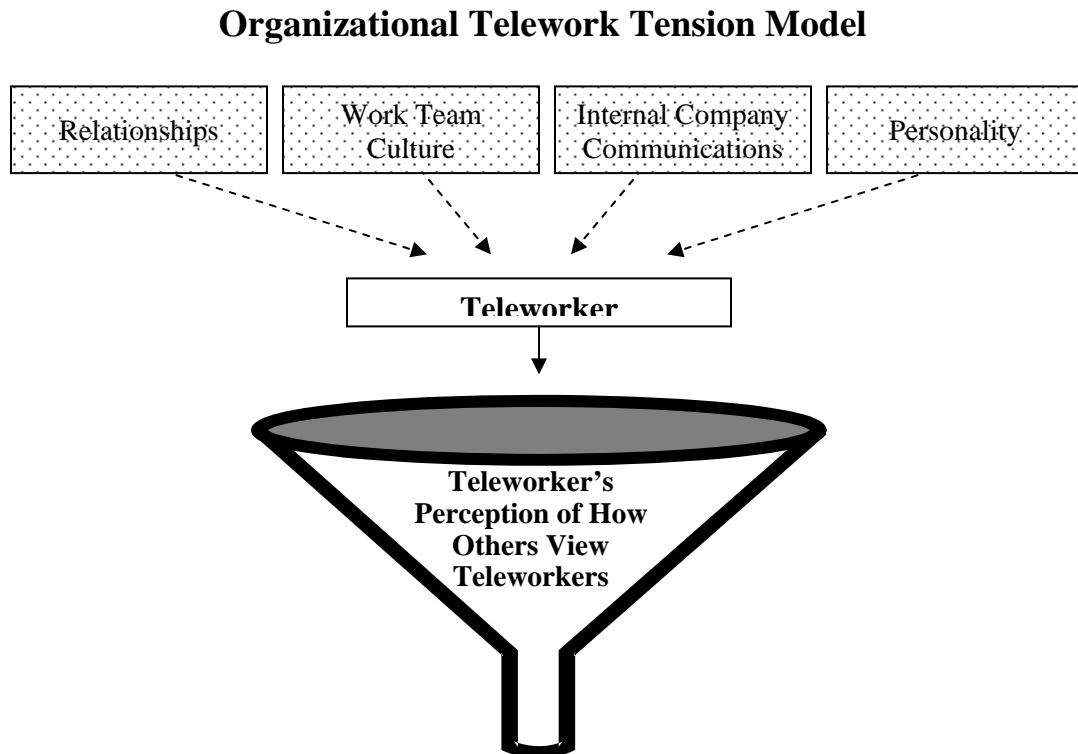 Organizational Telework Tension Model
Relationships
Work Team
Culture
Internal Company
Communications
Personality
Teleworker
Teleworker’s
Perception of How
Others View
Teleworkers